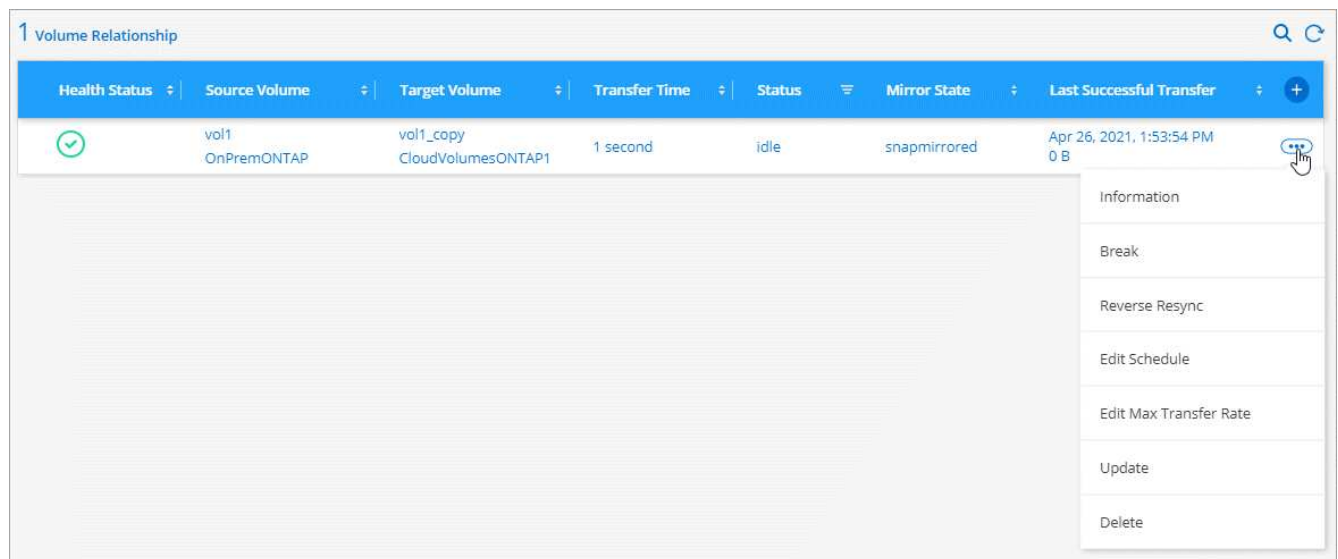 1 Volume Relationship
Health Status Source Volume Target Volume Transfer Time Status Mirror State Last Successful Transfer
vol1 vol1_copy 1 second idle snapmirrored Apr 26, 2021, 1:53:54 PM
OnPremONTAP CloudVolumesONTAP1 0 B
Information
Break
Reverse Resync
Edit Schedule
Edit Max Transfer Rate
Update
Delete